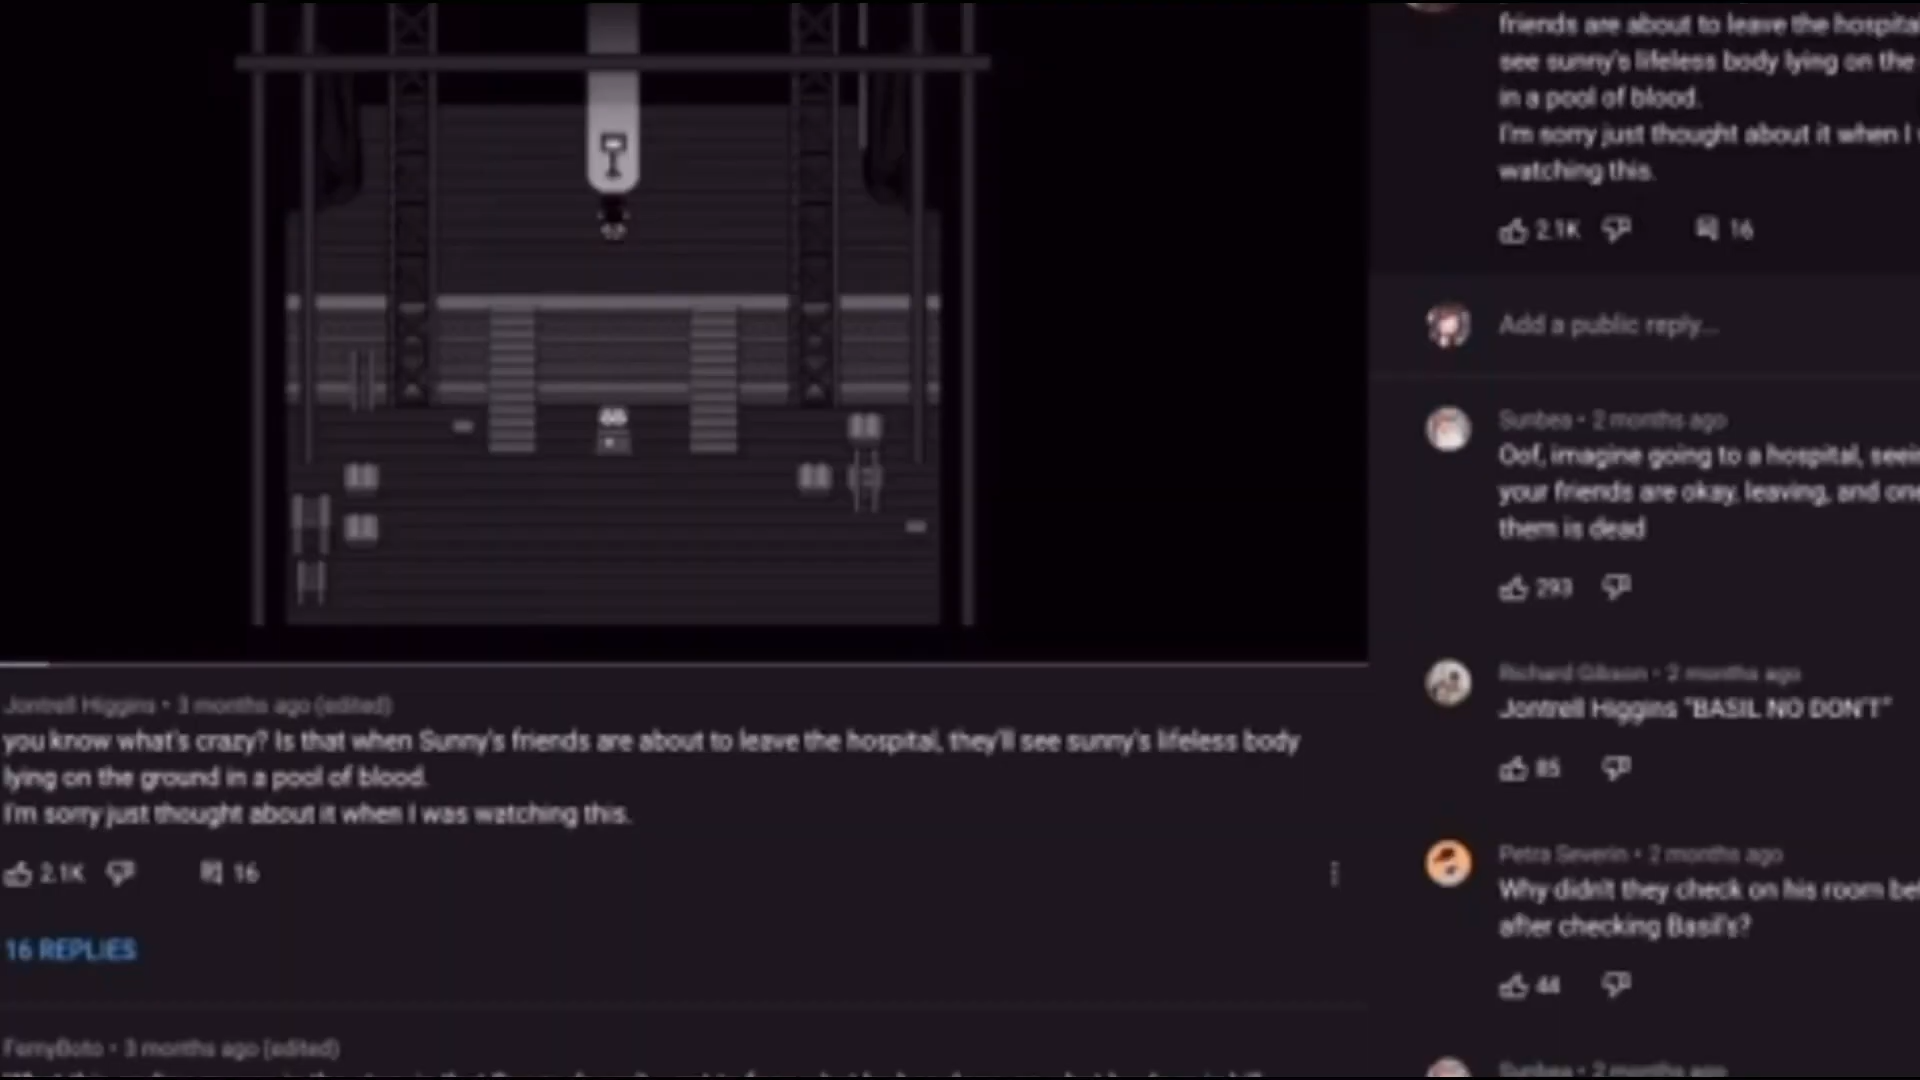 Jontrell Higgins • 3 months ago (edited)
you know what's crazy? Is that when Sunny's friends are about to leave the hospital, they'll see sunny's lifeless body
lying on the ground in a pool of blood.
I'm sorry just thought about it when I was watching this.
2.1K 16
16 REPLIES
FernyBoto • 3 months ago (edited)
friends are about to leave the hospital
see sunny's lifeless body lying on the
in a pool of blood.
I'm sorry just thought about it when I
watching this.
2.1K 16
Add a public reply...
Sunbea • 2 months ago
Oof, imagine going to a hospital, seei
your friends are okay, leaving, and one
them is dead
293
Richard Gibson • 2 months ago
Jontrell Higgins "BASIL NO DON'T"
85
Petra Severin • 2 months ago
Why didn't they check on his room be
after checking Basil's?
44
Sunbea • 2 months ago